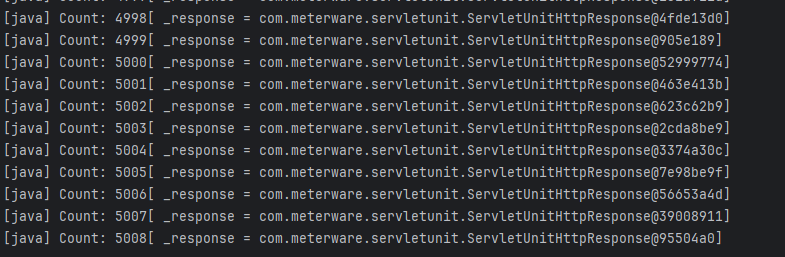 [java] Count: 4998[ _response = com.meterware.servletunit.ServletUnitHttpResponse@4fde13d0]
[java] Count: 4999[ _response = com.meterware.servletunit.ServletUnitHttpResponse@905e189]
[java] Count: 5000[ _response = com.meterware.servletunit.ServletUnitHttpResponse@52999774]
[java] Count: 5001[ _response = com.meterware.servletunit.ServletUnitHttpResponse@463e413b]
[java] Count: 5002[ _response = com.meterware.servletunit.ServletUnitHttpResponse@623c62b9]
[java] Count: 5003[ _response = com.meterware.servletunit.ServletUnitHttpResponse@2cda8be9]
[java] Count: 5004[ _response = com.meterware.servletunit.ServletUnitHttpResponse@3374a30c]
[java] Count: 5005[ _response = com.meterware.servletunit.ServletUnitHttpResponse@7e98be9f]
[java] Count: 5006[ _response = com.meterware.servletunit.ServletUnitHttpResponse@56653a4d]
[java] Count: 5007[ _response = com.meterware.servletunit.ServletUnitHttpResponse@39008911]
[java] Count: 5008[ _response = com.meterware.servletunit.ServletUnitHttpResponse@95504a0]